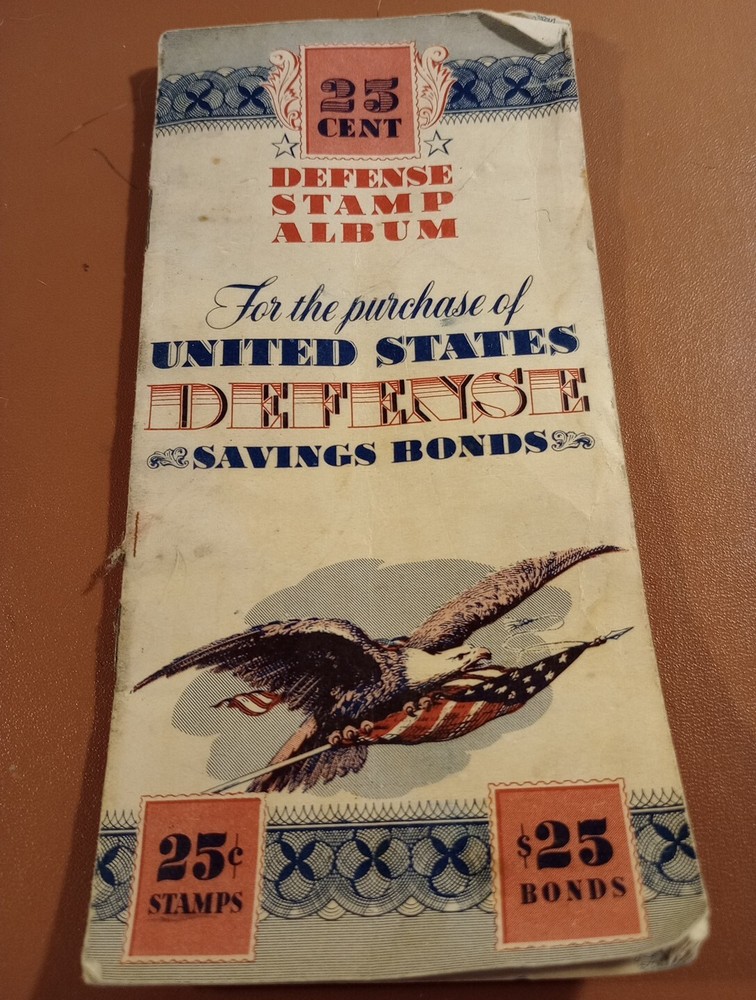 25
CENT
DEFENSE
STAMP
ALBUM
For the purchase of
UNITED STATES
DEFENSE
SAVINGS BONDS
25¢
STAMPS
$25
BONDS